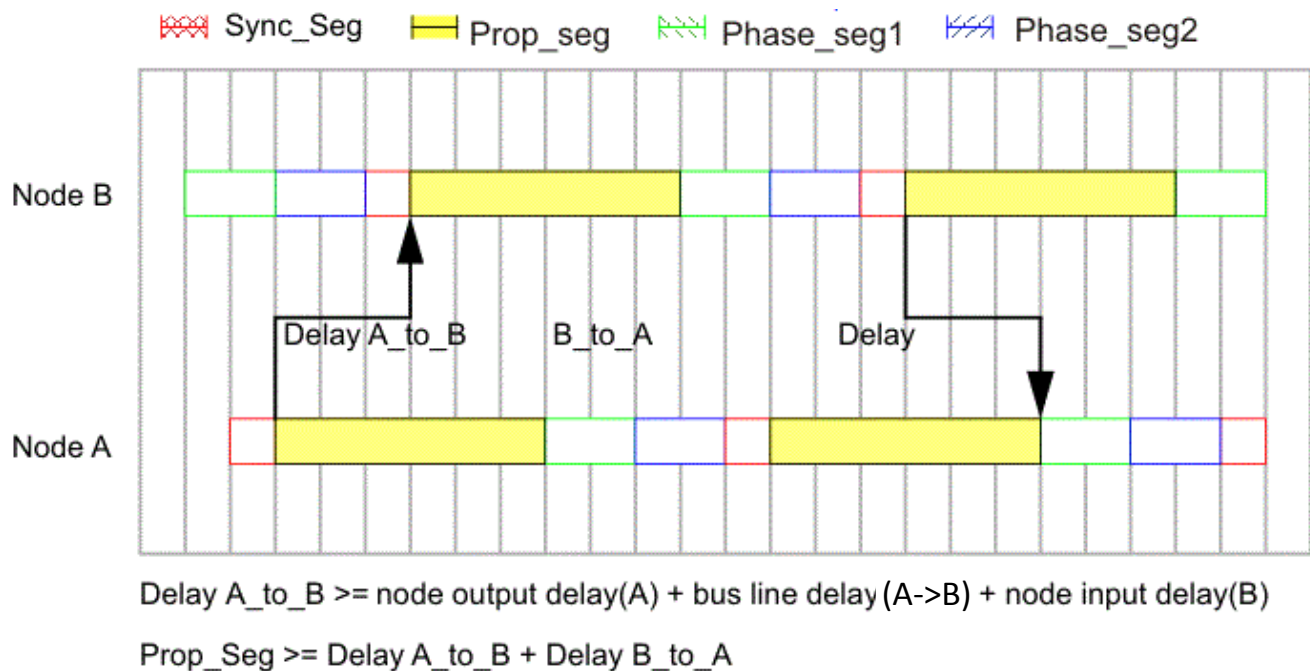 Sync_Seg Prop_seg Phase_seg1 Phase_seg2
Node B
Delay A_to_B B_to_A Delay
Node A
Delay A_to_B >= node output delay(A) + bus line delay (A->B) + node input delay(B)
Prop_Seg >= Delay A_to_B + Delay B_to_A